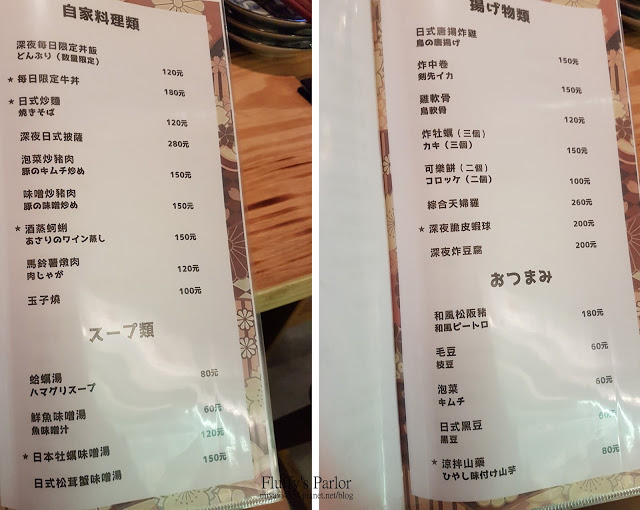 自家料理類
深夜每日限定丼飯
どんぶり（数量限定）
120元
★ 每日限定牛丼
180元
★ 日式炒麵
焼きそば
120元
深夜日式披薩
280元
泡菜炒豬肉
豚のキムチ炒め
150元
味噌炒豬肉
豚の味噌炒め
150元
★ 酒蒸蚵蜊
あさりのワイン蒸し
150元
馬鈴薯燉肉
肉じゃが
120元
玉子燒
100元
スープ類
蛤蠣湯
ハマグリスープ
80元
鮮魚味噌湯
魚味噌汁
60元
★ 日本牡蠣味噌湯
120元
日式松茸蟹味噌湯
150元
揚げ物類
日式唐揚炸雞
鳥の唐揚げ
150元
炸中卷
剣先イカ
150元
雞軟骨
鳥軟骨
120元
炸牡蠣（三個）
カキ（三個）
150元
可樂餅（二個）
コロッケ（二個）
100元
綜合天婦羅
260元
★ 深夜脆皮蝦球
200元
深夜炸豆腐
200元
おつまみ
和風松阪豬
和風ピートロ
180元
毛豆
枝豆
60元
泡菜
キムチ
60元
日式黑豆
黒豆
60元
★ 涼拌山藥
ひやし味付け山芋
80元
Fluffy's Parlor